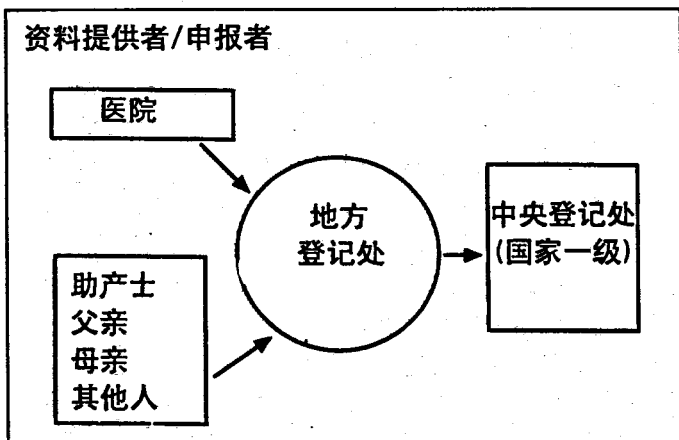 资料提供者/申报者
医院
地方
登记处
中央登记处
(国家一级)
助产士
父亲
母亲
其他人